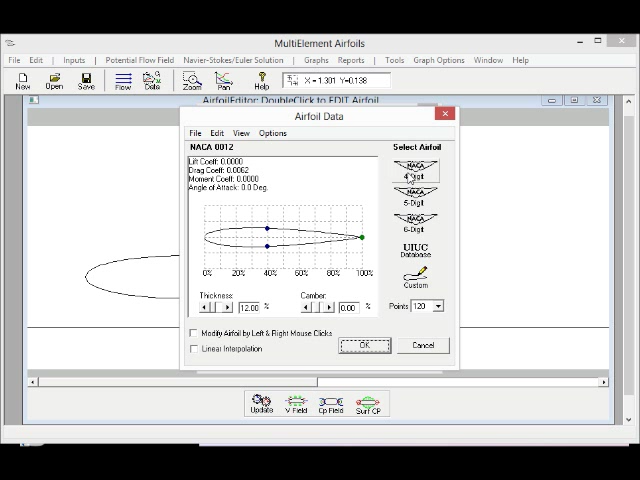 MultiElement Airfoils
File Edit Inputs Potential Flow Field Navier-Stokes/Euler Solution Graphs Reports Tools Graph Options Window Help
New Open Save Flow Data Zoom Pan Help X = 1.301 Y=0.138
AirfoilEditor: DoubleClick to EDIT Airfoil
Airfoil Data
File Edit View Options
NACA 0012
Select Airfoil
Lift Coeff: 0.0000
Drag Coeff: 0.0062
Moment Coeff: 0.0000
Angle of Attack: 0.0 Deg.
NACA
4-Digit
NACA
5-Digit
NACA
6-Digit
UIUC
Database
Custom
0% 20% 40% 60% 80% 100%
Thickness: Camber:
12.00 % 0.00 %
Points 120
Modify Airfoil by Left & Right Mouse Clicks
Linear Interpolation
OK Cancel
Update V Field Cp Field Surf CP